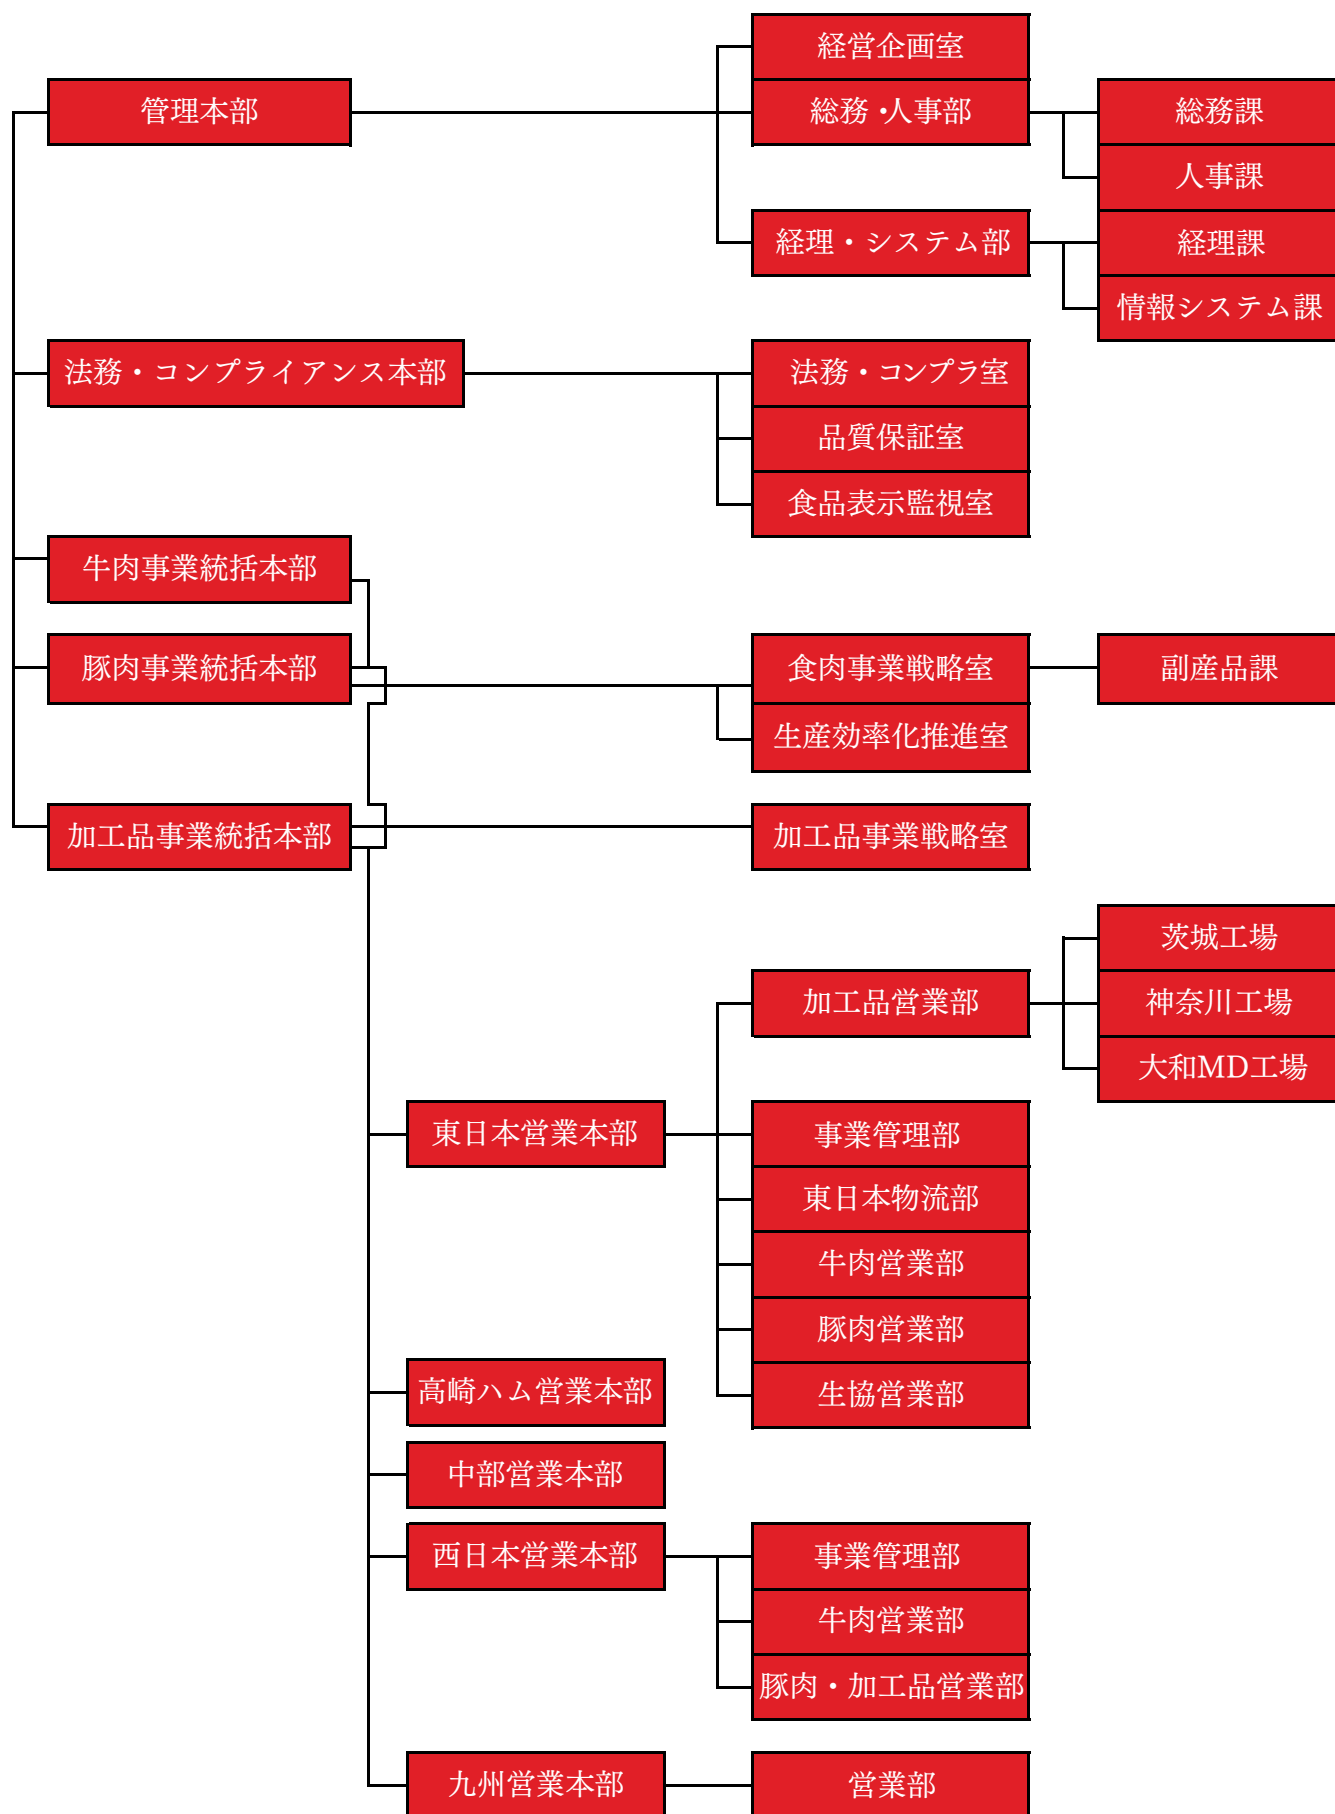 経営企画室
管理本部
総務・人事部
総務課
人事課
経理・システム部
経理課
情報システム課
法務・コンプライアンス本部
法務・コンプラ室
品質保証室
食品表示監視室
牛肉事業統括本部
豚肉事業統括本部
食肉事業戦略室
副産品課
生産効率化推進室
加工品事業統括本部
加工品事業戦略室
茨城工場
加工品営業部
神奈川工場
大和MD工場
東日本営業本部
事業管理部
東日本物流部
牛肉営業部
豚肉営業部
生協営業部
高崎ハム営業本部
中部営業本部
西日本営業本部
事業管理部
牛肉営業部
豚肉・加工品営業部
九州営業本部
営業部